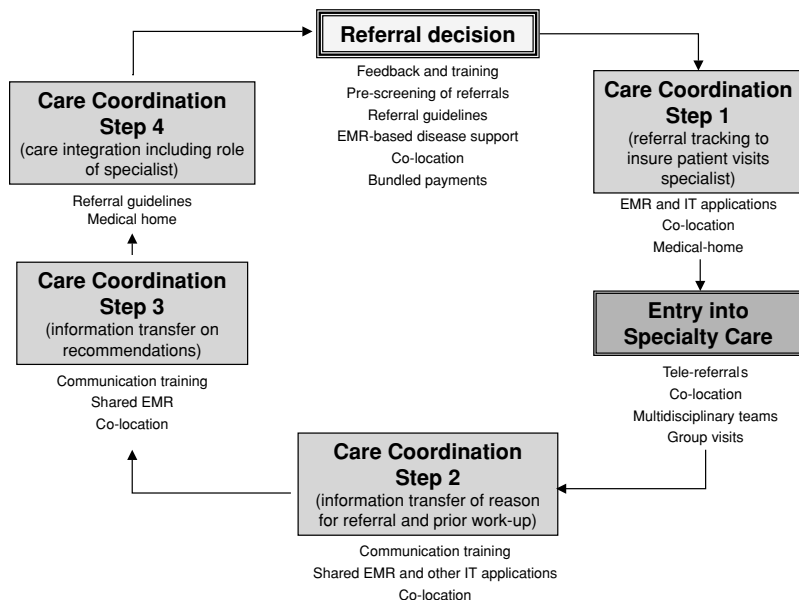 Referral decision
Feedback and training
Pre-screening of referrals
Referral guidelines
EMR-based disease support
Co-location
Bundled payments
Care Coordination
Step 1
(referral tracking to
insure patient visits
specialist)
EMR and IT applications
Co-location
Medical-home
Entry into
Specialty Care
Tele-referrals
Co-location
Multidisciplinary teams
Group visits
Care Coordination
Step 2
(information transfer of reason
for referral and prior work-up)
Communication training
Shared EMR and other IT applications
Co-location
Care Coordination
Step 3
(information transfer on
recommendations)
Communication training
Shared EMR
Co-location
Care Coordination
Step 4
(care integration including role
of specialist)
Referral guidelines
Medical home